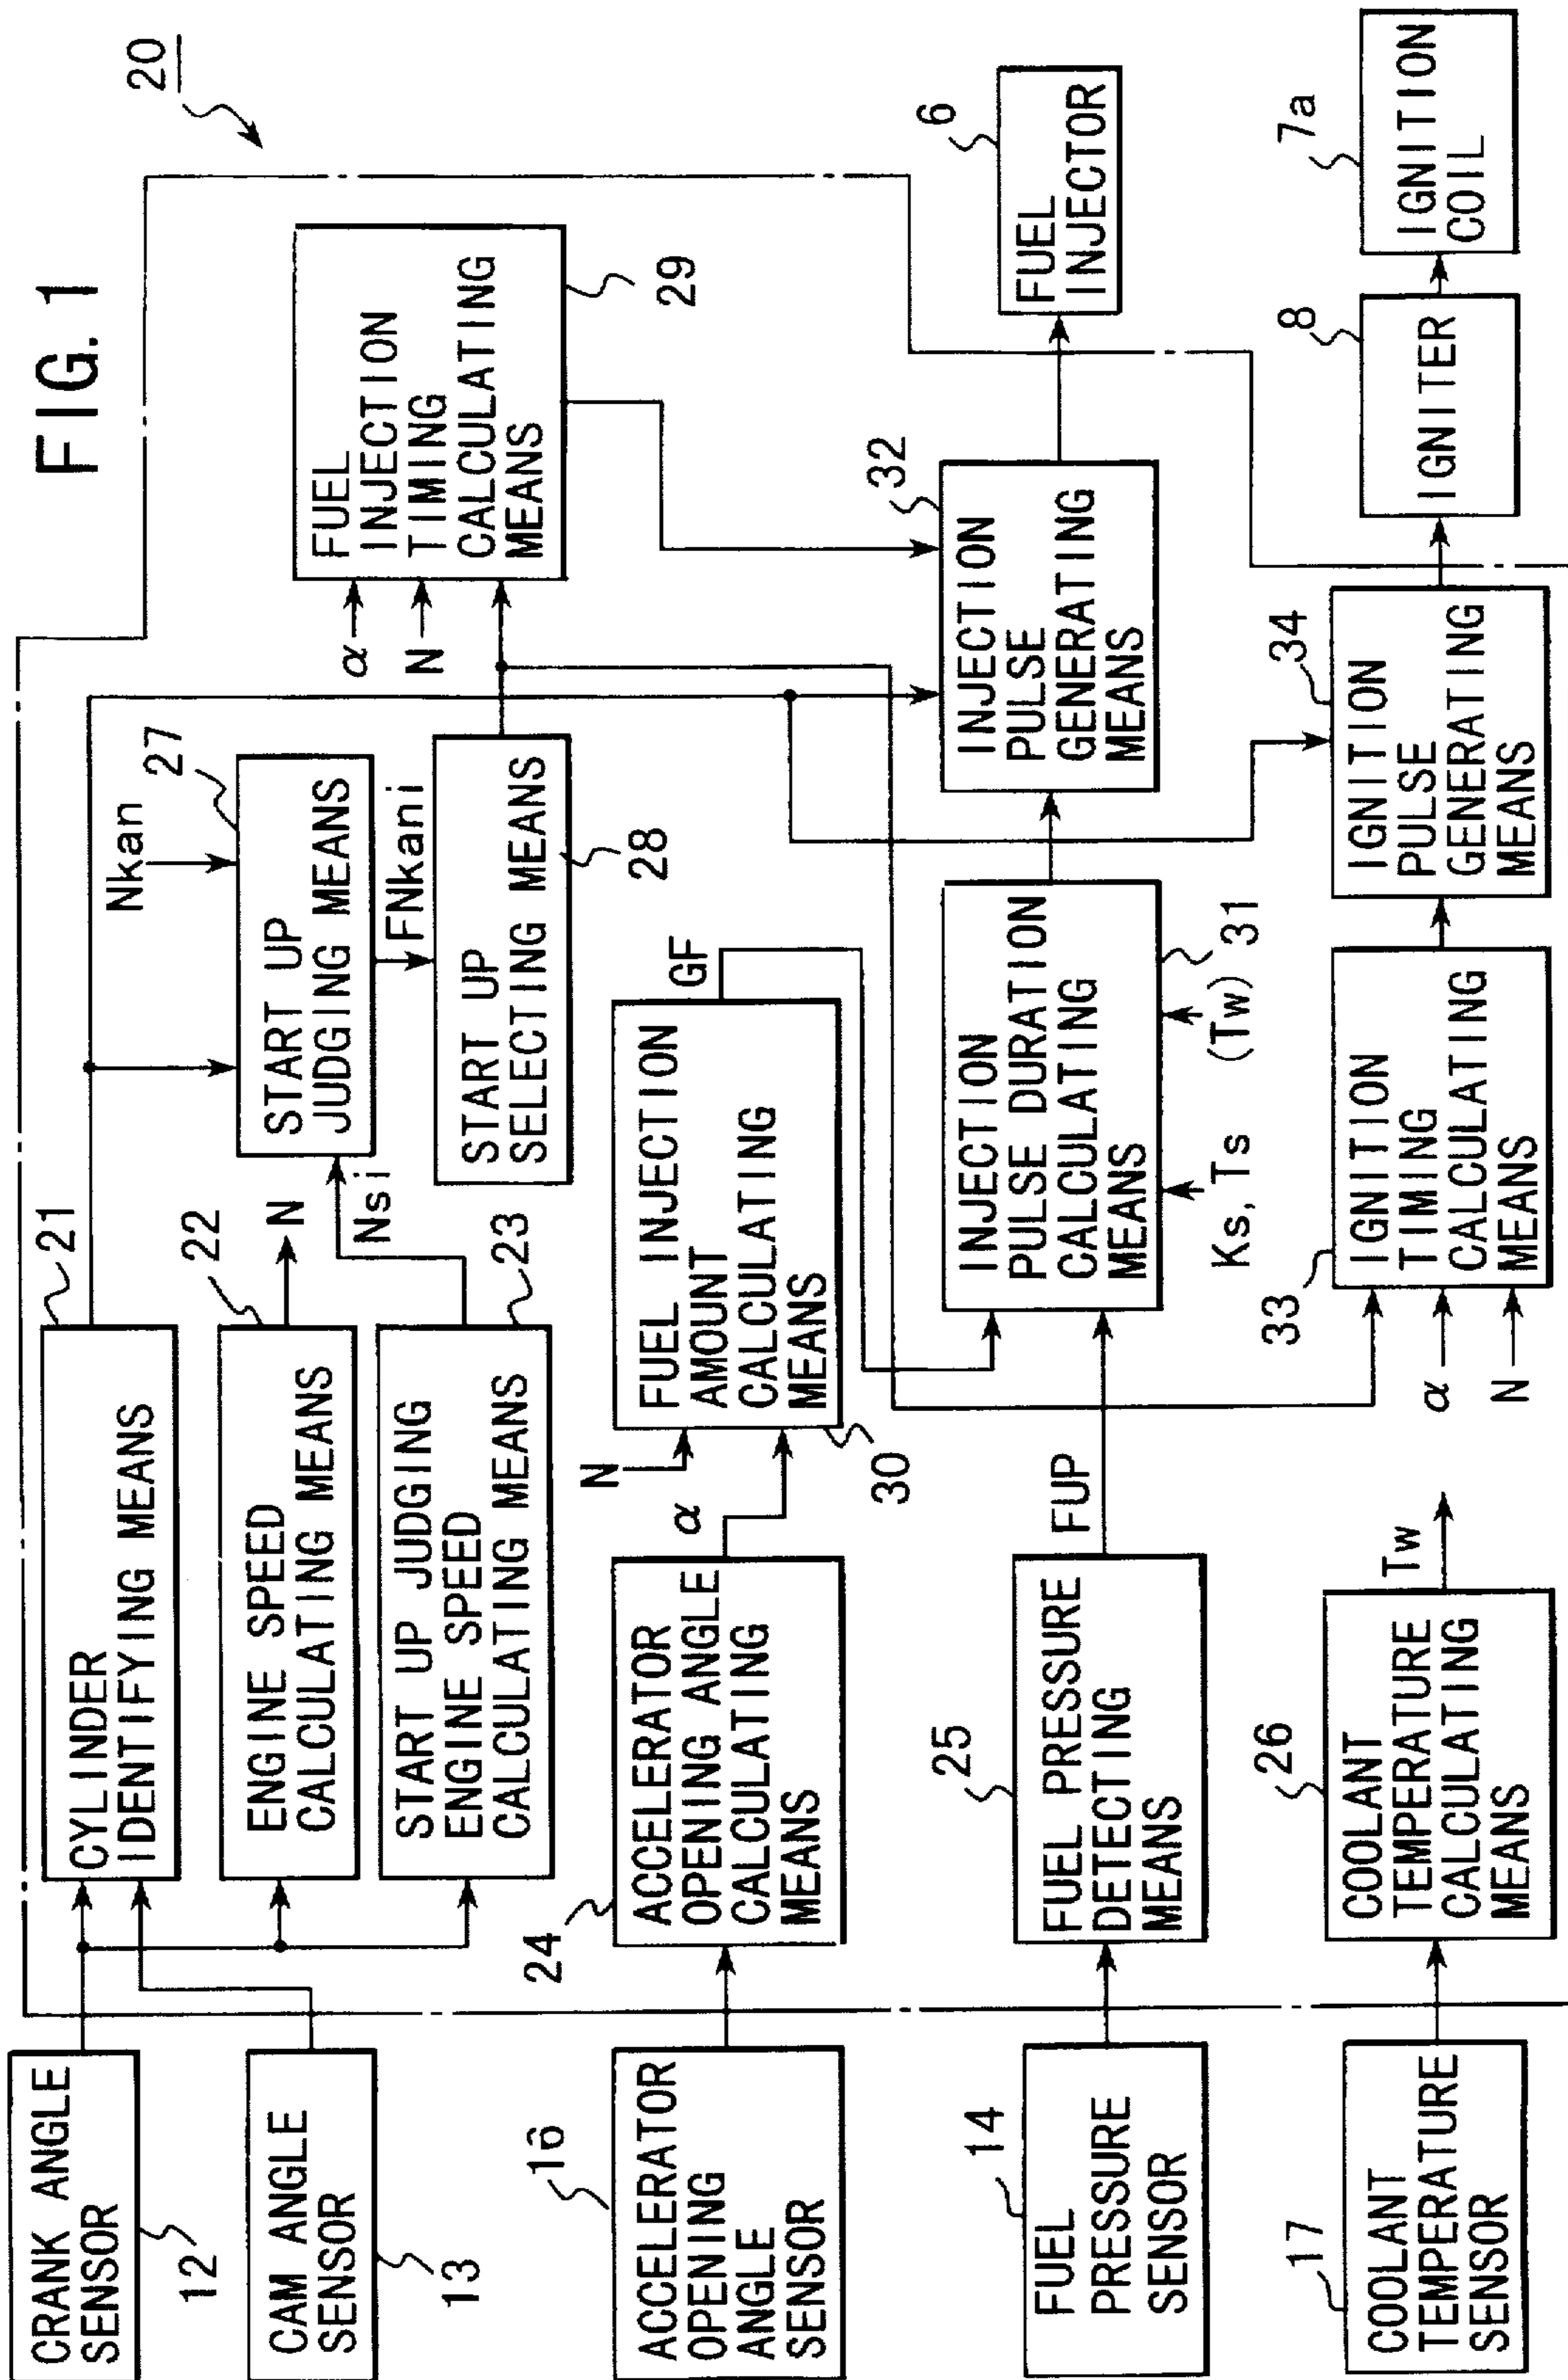 FIG. 1
20
CRANK ANGLE
SENSOR
12
CAM ANGLE
SENSOR
13
ACCELERATOR
OPENING
ANGLE
SENSOR
16
FUEL
PRESSURE
SENSOR
14
COOLANT
TEMPERATURE
SENSOR
17
CYLINDER
IDENTIFYING MEANS
21
ENGINE SPEED
CALCULATING MEANS
22
N
START UP JUDGING
ENGINE SPEED
CALCULATING MEANS
23
Nsi
ACCELERATOR
OPENING ANGLE
CALCULATING
MEANS
24
α
N
FUEL PRESSURE
DETECTING
MEANS
25
FUP
COOLANT
TEMPERATURE
CALCULATING
MEANS
26
Tw
Nkan
START UP
JUDGING MEANS
27
FNkani
START UP
SELECTING MEANS
28
FUEL INJECTION
AMOUNT
CALCULATING
MEANS
30
GF
INJECTION
PULSE DURATION
CALCULATING
MEANS
31
Ks, Ts (Tw)
IGNITION
TIMING
CALCULATING
MEANS
33
α
N
α
N
FUEL
INJECTION
TIMING
CALCULATING
MEANS
29
INJECTION
PULSE
GENERATING
MEANS
32
IGNITION
PULSE
GENERATING
MEANS
34
FUEL
INJECTOR
6
IGNITER
8
IGNITION
COIL
7a